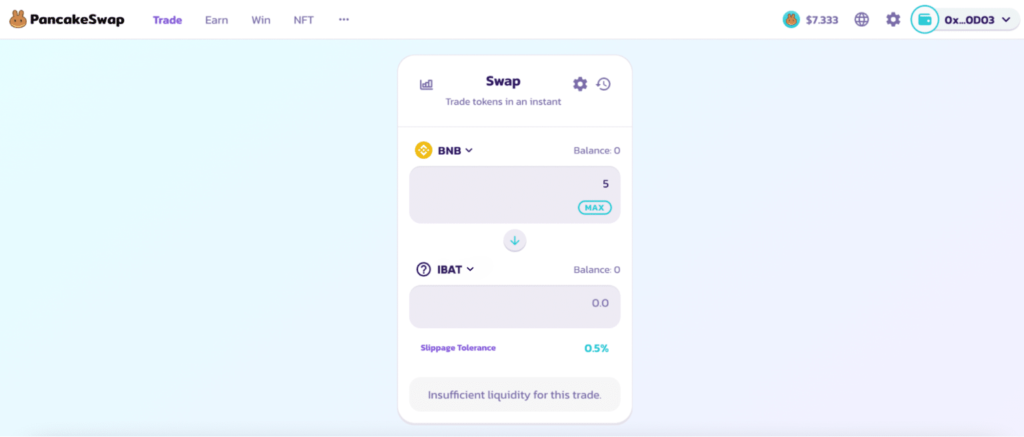 PancakeSwap Trade Earn Win NFT ... $7.333 0x...0D03
Swap
Trade tokens in an instant
BNB Balance: 0
5
MAX
IBAT Balance: 0
0.0
Slippage Tolerance 0.5%
Insufficient liquidity for this trade.